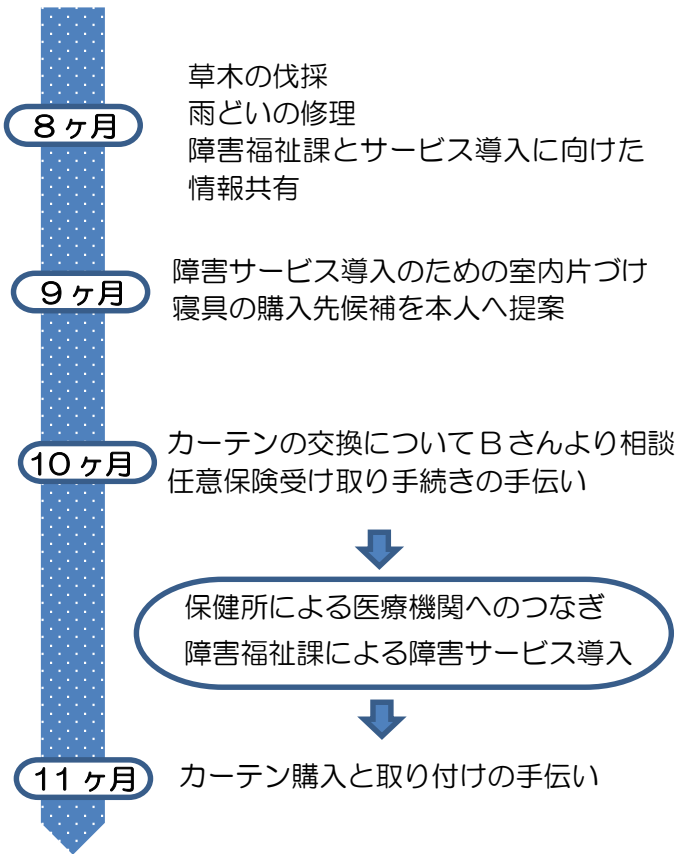 8ヶ月
草木の伐採
雨どいの修理
障害福祉課とサービス導入に向けた
情報共有
9ヶ月
障害サービス導入のための室内片づけ
寝具の購入先候補を本人へ提案
10ヶ月
カーテンの交換についてBさんより相談
任意保険受け取り手続きの手伝い
保健所による医療機関へのつなぎ
障害福祉課による障害サービス導入
11ヶ月
カーテン購入と取り付けの手伝い